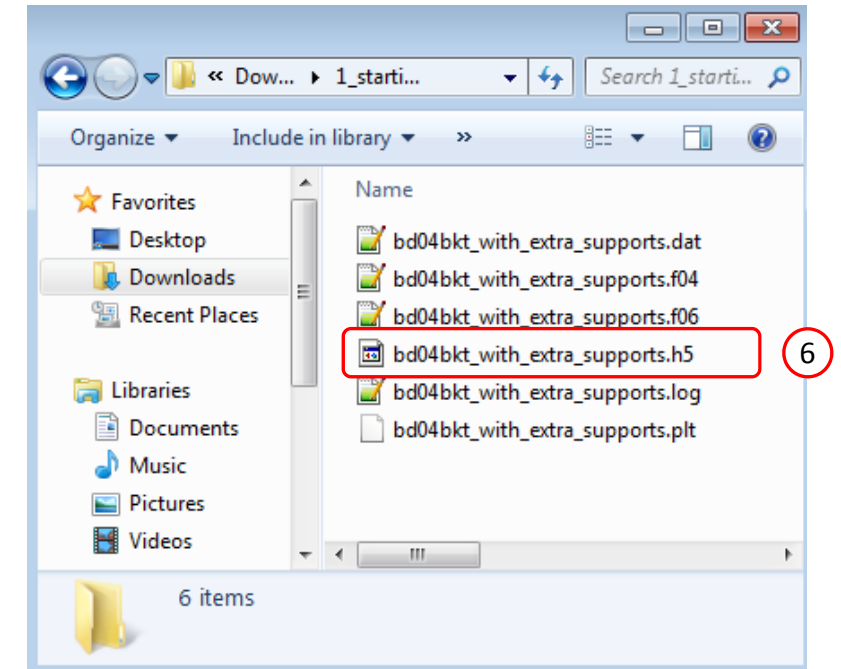 « Dow... 1_starti... Search 1_starti...
Organize Include in library »
Favorites
Desktop
Downloads
Recent Places
Libraries
Documents
Music
Pictures
Videos
Name
bd04bkt_with_extra_supports.dat
bd04bkt_with_extra_supports.f04
bd04bkt_with_extra_supports.f06
bd04bkt_with_extra_supports.h5
6
bd04bkt_with_extra_supports.log
bd04bkt_with_extra_supports.plt
6 items